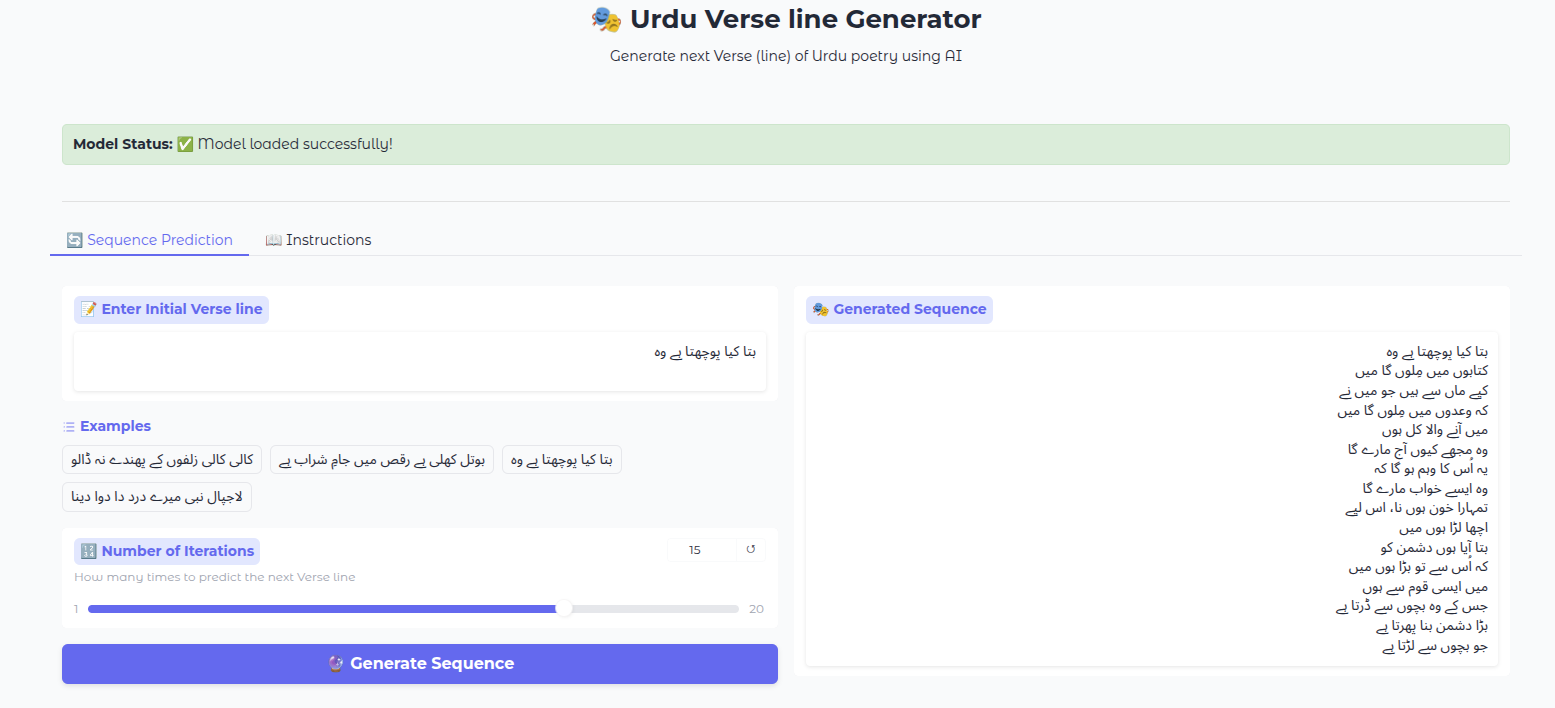 🎭 Urdu Verse line Generator
Generate next Verse (line) of Urdu poetry using AI
Model Status: ✅ Model loaded successfully!
🔄 Sequence Prediction
📖 Instructions
📝 Enter Initial Verse line
بتا کیا پوچھتا ہے وہ
Examples
کالی کالی زلفوں کے پھندے نہ ڈالو
بوتل کھلی ہے رقص میں جامِ شراب ہے
بتا کیا پوچھتا ہے وہ
لاجپال نبی میرے درد دا دوا دینا
🔢 Number of Iterations
15
↺
How many times to predict the next Verse line
1
20
🔮 Generate Sequence
🎭 Generated Sequence
بتا کیا پوچھتا ہے وہ
کتابوں میں مِلوں گا میں
کیے ماں سے ہیں جو میں نے
کہ وعدوں میں مِلوں گا میں
میں آنے والا کل ہوں
وہ مجھے کیوں آج مارے گا
یہ اُس کا وہم ہو گا کہ
وہ ایسے خواب مارے گا
تمہارا خون ہوں نا، اس لیے
اچھا لڑا ہوں میں
بتا آیا ہوں دشمن کو
کہ اُس سے تو بڑا ہوں میں
میں ایسی قوم سے ہوں
جس کے وہ بچوں سے ڈرتا ہے
بڑا دشمن بنا پھرتا ہے
جو بچوں سے لڑتا ہے